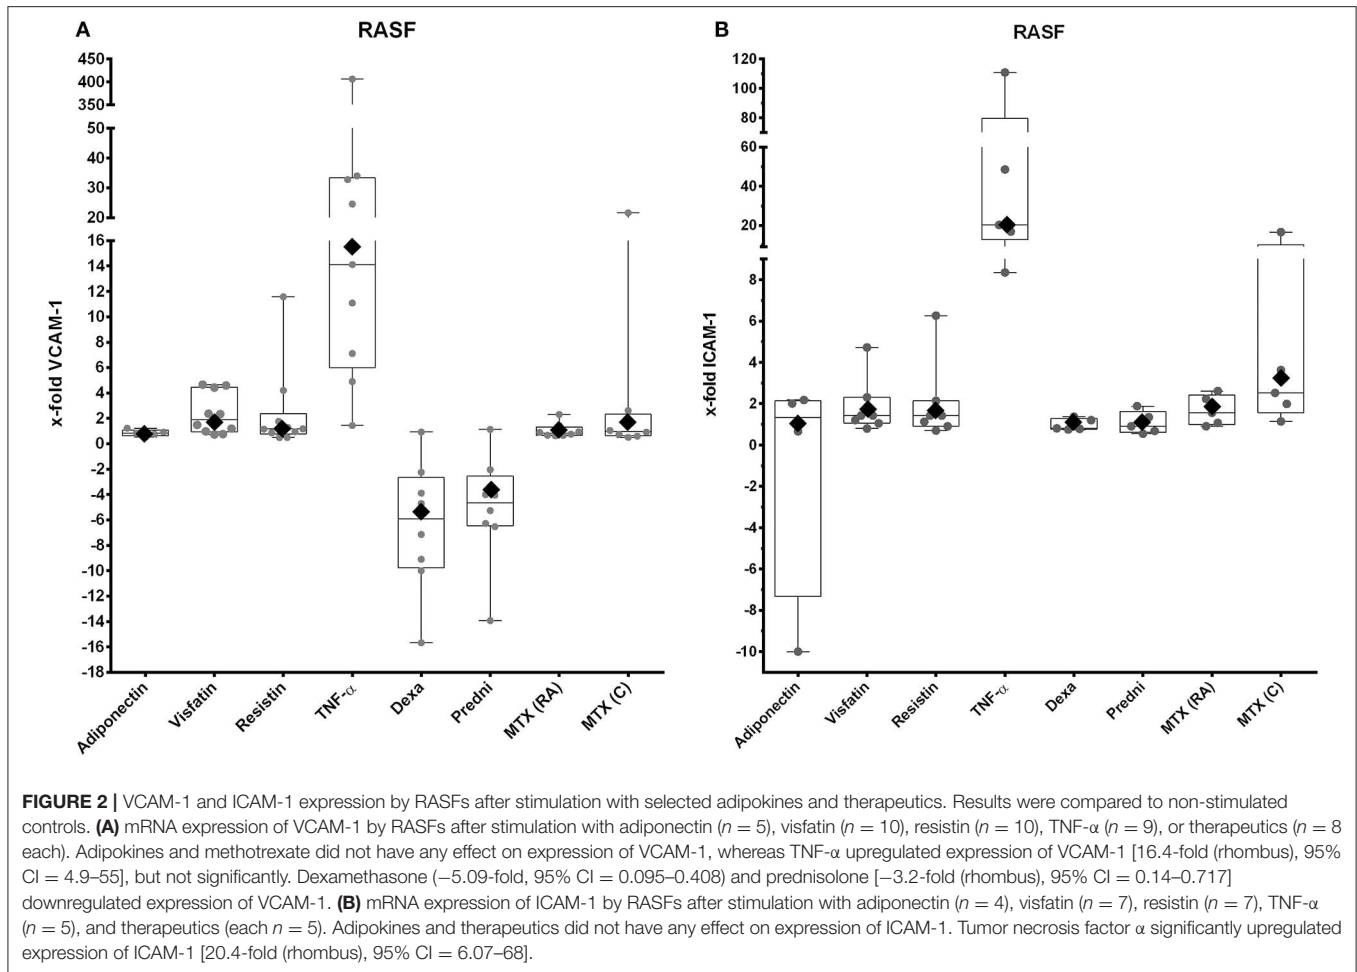 A
RASF
450
400
350
50
40
30
20
16
14
12
10
8
6
4
2
0
-2
-4
-6
-8
-10
-12
-14
-16
-18
x-fold VCAM-1
Adiponectin
Visfatin
Resistin
TNF-α
Dexa
Predni
MTX (RA)
MTX (C)
B
RASF
120
100
80
60
40
20
8
6
4
2
0
-2
-4
-6
-8
-10
x-fold ICAM-1
Adiponectin
Visfatin
Resistin
TNF-α
Dexa
Predni
MTX (RA)
MTX (C)
FIGURE 2 | VCAM-1 and ICAM-1 expression by RASFs after stimulation with selected adipokines and therapeutics. Results were compared to non-stimulated
controls. (A) mRNA expression of VCAM-1 by RASFs after stimulation with adiponectin (n = 5), visfatin (n = 10), resistin (n = 10), TNF-α (n = 9), or therapeutics (n = 8
each). Adipokines and methotrexate did not have any effect on expression of VCAM-1, whereas TNF-α upregulated expression of VCAM-1 [16.4-fold (rhombus), 95%
CI = 4.9–55], but not significantly. Dexamethasone (−5.09-fold, 95% CI = 0.095–0.408) and prednisolone [−3.2-fold (rhombus), 95% CI = 0.14–0.717]
downregulated expression of VCAM-1. (B) mRNA expression of ICAM-1 by RASFs after stimulation with adiponectin (n = 4), visfatin (n = 7), resistin (n = 7), TNF-α
(n = 5), and therapeutics (each n = 5). Adipokines and therapeutics did not have any effect on expression of ICAM-1. Tumor necrosis factor α significantly upregulated
expression of ICAM-1 [20.4-fold (rhombus), 95% CI = 6.07–68].